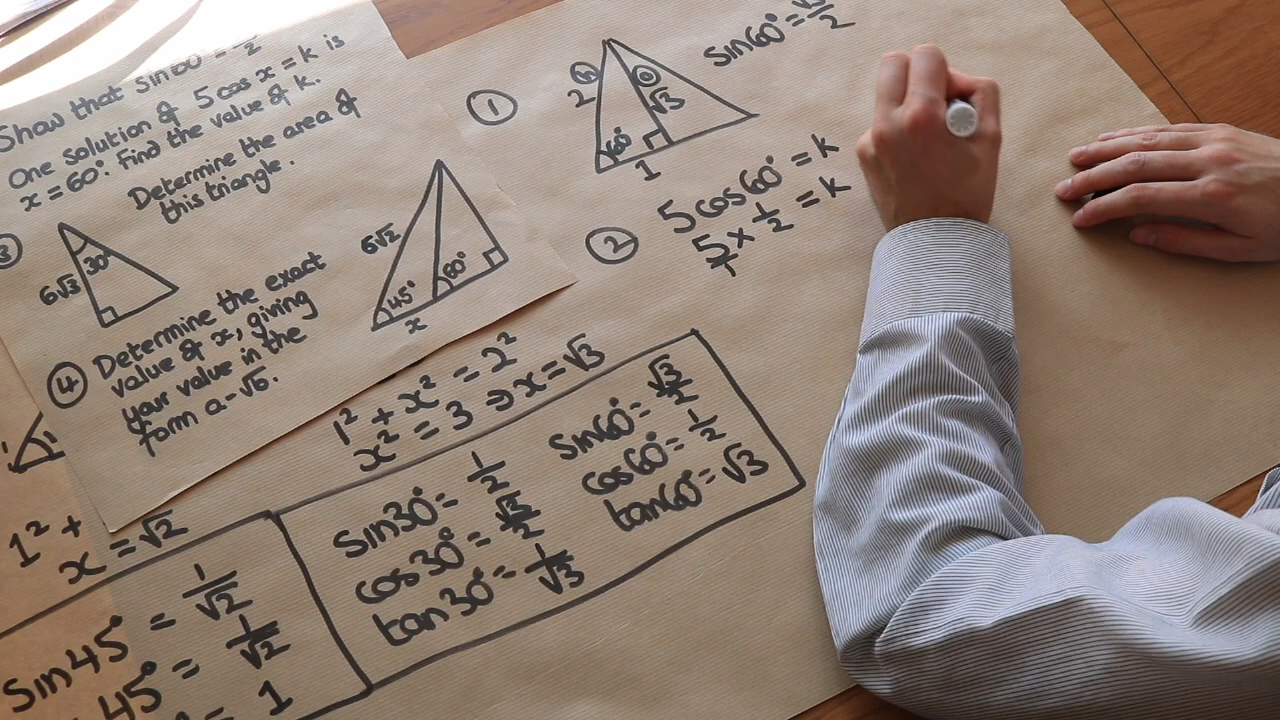 Show that sin60° = √3/2
One solution of 5cos x = k is
x = 60°. Find the value of k.
Determine the area of
this triangle.
③
30°
6√3
④ Determine the exact
value of x, giving
your value in the
form a-√b.
6√2
45°
60°
x
①
2 Ⓗ
Ⓞ
√3
60°
1
sin60° = √3/2
②
5cos60° = k
5/1 × 1/2 = k
1² + x² = 2²
x² = 3 ⇒ x = √3
sin30° = 1/2
cos30° = √3/2
tan30° = 1/√3
sin60° = √3/2
cos60° = 1/2
tan60° = √3
1
1² +
x = √2
sin45° = 1/√2
45° = 1/√2
= 1